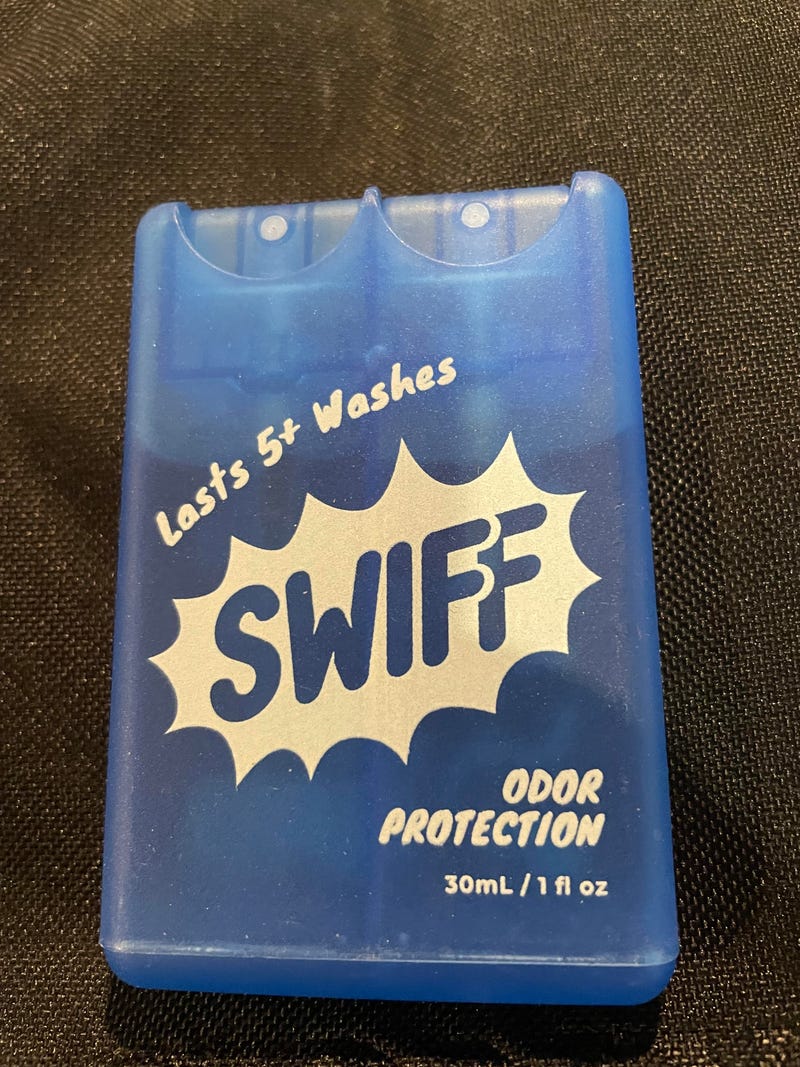 Lasts 5+ Washes
SWIFF
ODOR
PROTECTION
30mL / 1 fl oz